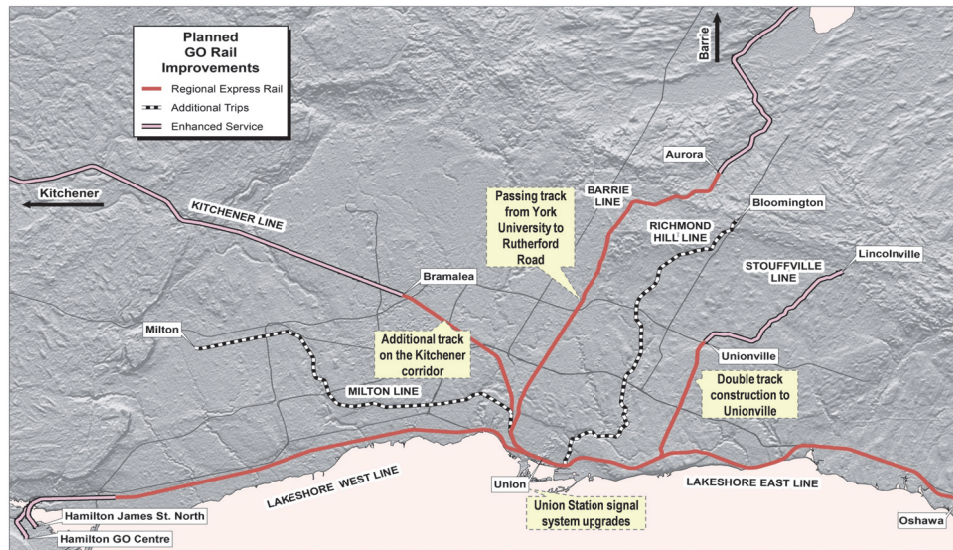 Planned
GO Rail
Improvements
Regional Express Rail
Additional Trips
Enhanced Service
Barrie
Aurora
Kitchener
KITCHENER LINE
Passing track
from York
University to
Rutherford
Road
BARRIE
LINE
RICHMOND
HILL LINE
Bloomington
STOUFFVILLE
LINE
Lincolnville
Bramalea
Milton
Additional track
on the Kitchener
corridor
MILTON LINE
Unionville
Double track
construction to
Unionville
LAKESHORE WEST LINE
Union
LAKESHORE EAST LINE
Union Station signal
system upgrades
Hamilton James St. North
Hamilton GO Centre
Oshawa